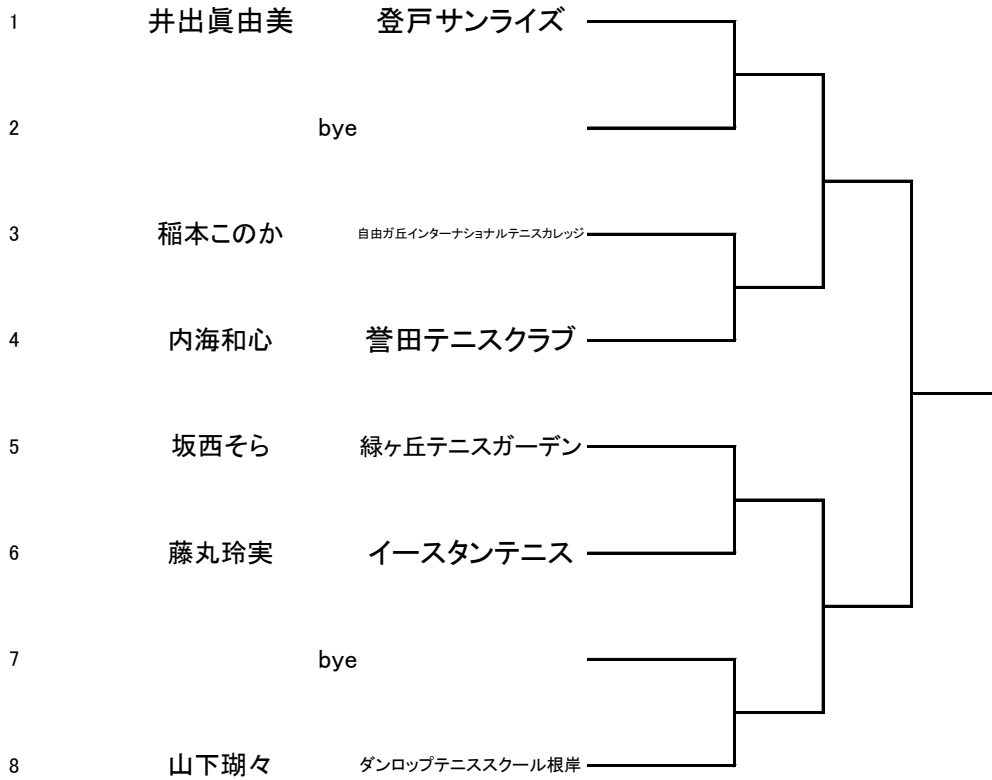 1 井出眞由美 登戸サンライズ
2 bye
3 稲本このか 自由ガ丘インターナショナルテニスカレッジ
4 内海和心 誉田テニスクラブ
5 坂西そら 緑ヶ丘テニスガーデン
6 藤丸玲実 イースタンテニス
7 bye
8 山下瑚々 ダンロップテニススクール根岸